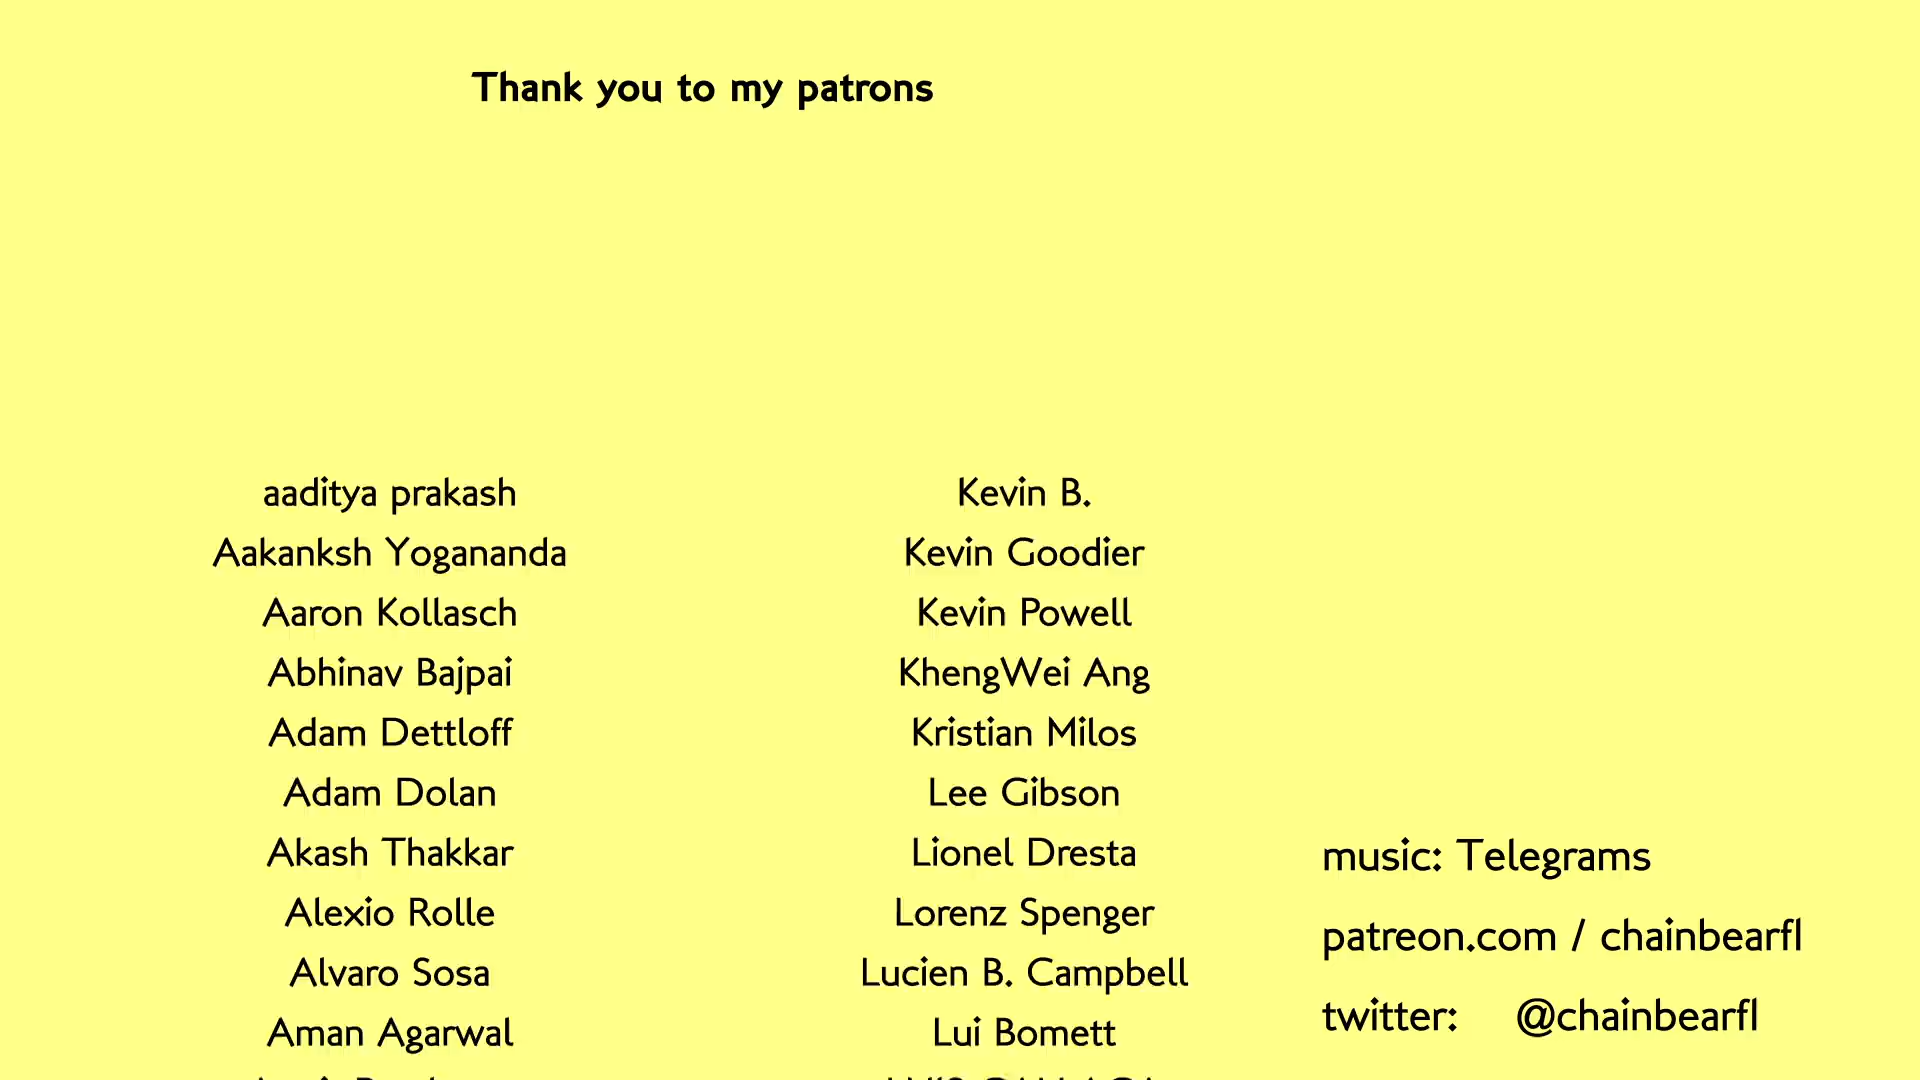 Thank you to my patrons
aaditya prakash
Aakanksh Yogananda
Aaron Kollasch
Abhinav Bajpai
Adam Dettloff
Adam Dolan
Akash Thakkar
Alexio Rolle
Alvaro Sosa
Aman Agarwal
Kevin B.
Kevin Goodier
Kevin Powell
KhengWei Ang
Kristian Milos
Lee Gibson
Lionel Dresta
Lorenz Spenger
Lucien B. Campbell
Lui Bomett
music: Telegrams
patreon.com / chainbearf1
twitter: @chainbearf1